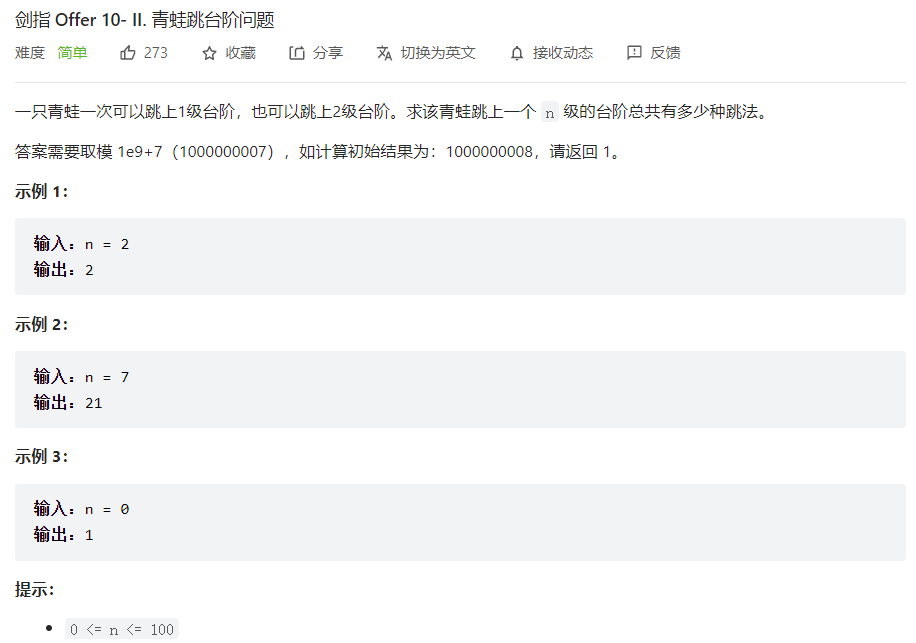 剑指 Offer 10- II. 青蛙跳台阶问题
难度 简单 273 收藏 分享 切换为英文 接收动态 反馈
一只青蛙一次可以跳上1级台阶，也可以跳上2级台阶。求该青蛙跳上一个 n 级的台阶总共有多少种跳法。
答案需要取模 1e9+7（1000000007），如计算初始结果为：1000000008，请返回 1。
示例 1：
输入：n = 2
输出：2
示例 2：
输入：n = 7
输出：21
示例 3：
输入：n = 0
输出：1
提示：
• 0 <= n <= 100